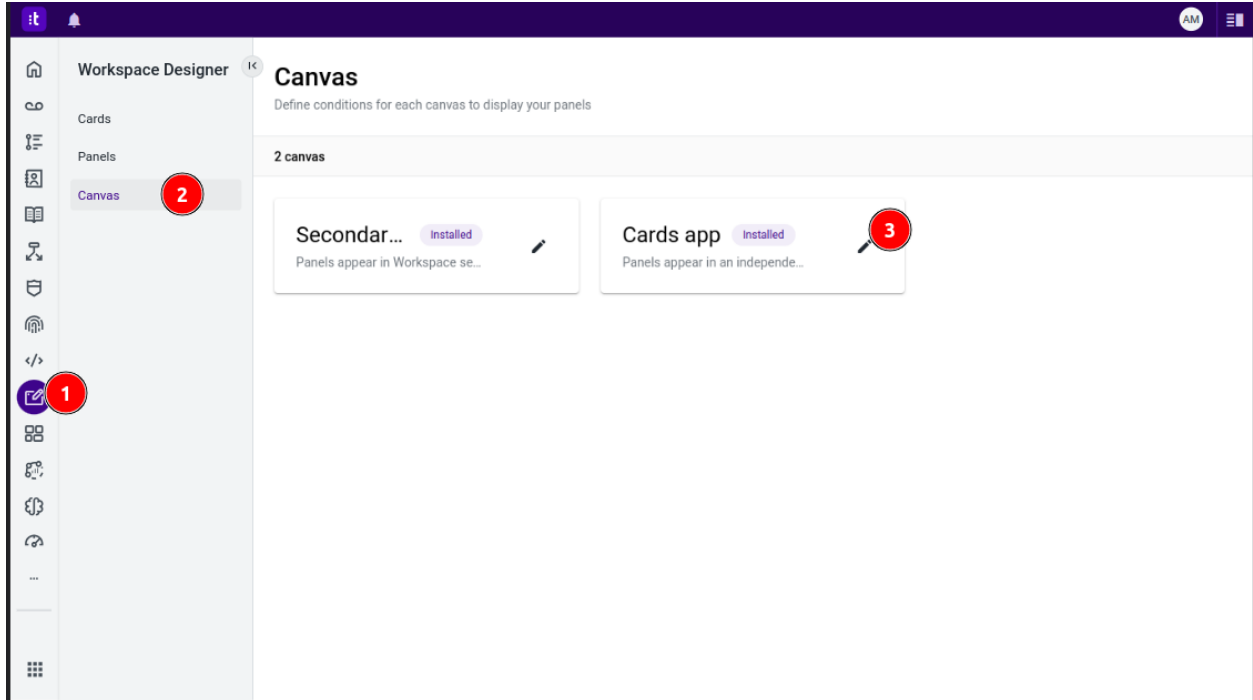 :t
AM
Workspace Designer
Cards
Panels
Canvas
2
1
Canvas
Define conditions for each canvas to display your panels
2 canvas
Secondar... Installed
Panels appear in Workspace se...
Cards app Installed
3
Panels appear in an independe...